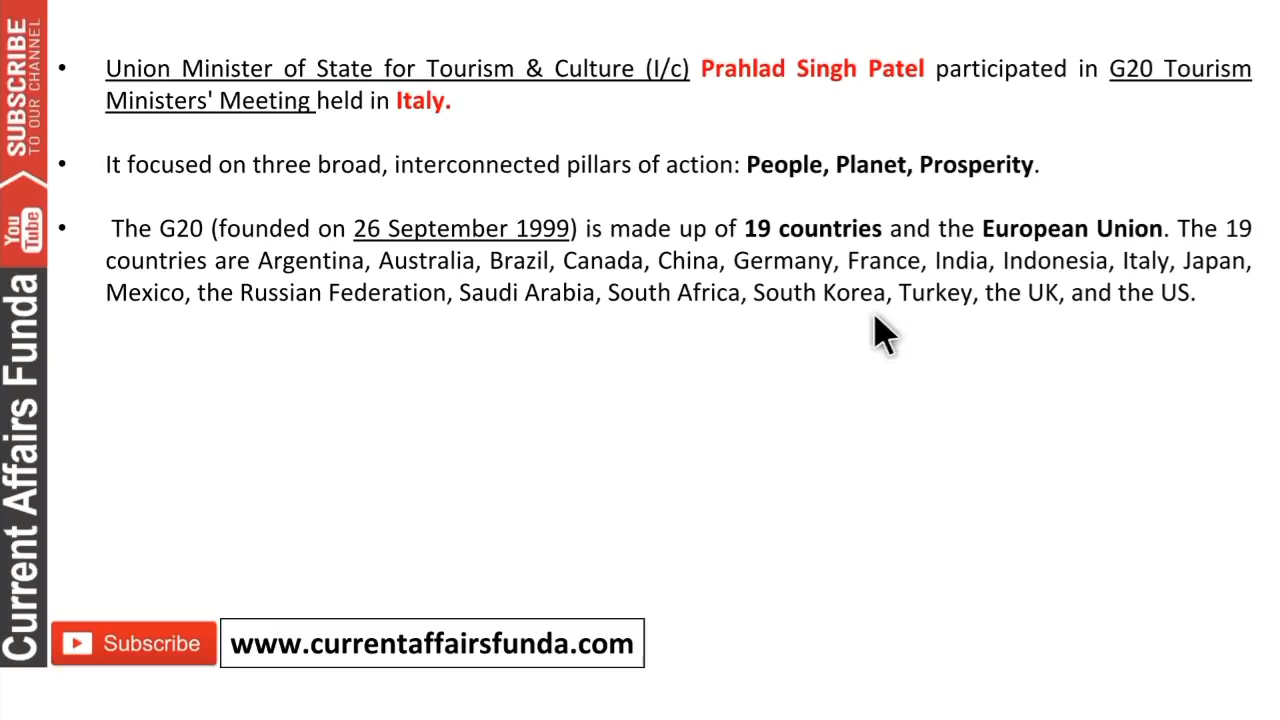 SUBSCRIBE
TO OUR CHANNEL
You Tube
Current Affairs Funda
• Union Minister of State for Tourism & Culture (I/c) Prahlad Singh Patel participated in G20 Tourism
Ministers' Meeting held in Italy.
• It focused on three broad, interconnected pillars of action: People, Planet, Prosperity.
• The G20 (founded on 26 September 1999) is made up of 19 countries and the European Union. The 19
countries are Argentina, Australia, Brazil, Canada, China, Germany, France, India, Indonesia, Italy, Japan,
Mexico, the Russian Federation, Saudi Arabia, South Africa, South Korea, Turkey, the UK, and the US.
Subscribe
www.currentaffairsfunda.com